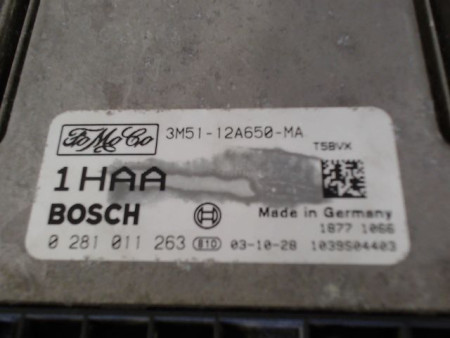 FoMoCo 3M51-12A650-MA
TSBVX
1HAA
BOSCH Made in Germany
1877 1066
0 281 011 263 810 03-10-28 1039S04403